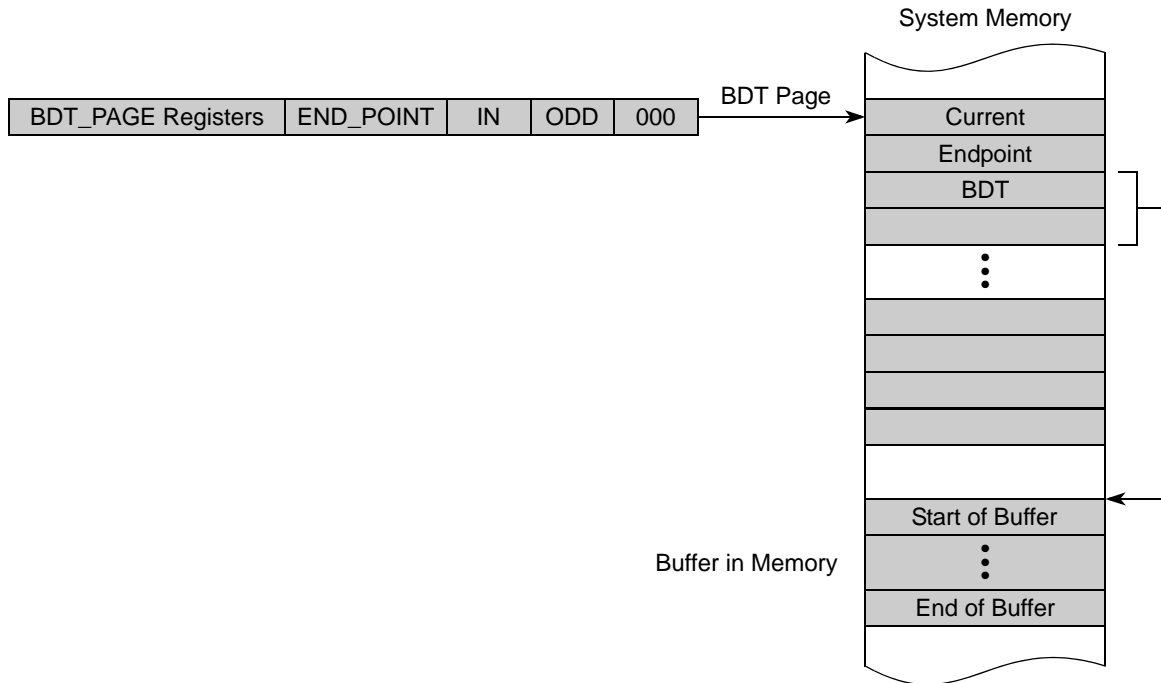 System Memory
BDT_PAGE Registers END_POINT IN ODD 000
BDT Page
Current
Endpoint
BDT
Start of Buffer
Buffer in Memory
End of Buffer